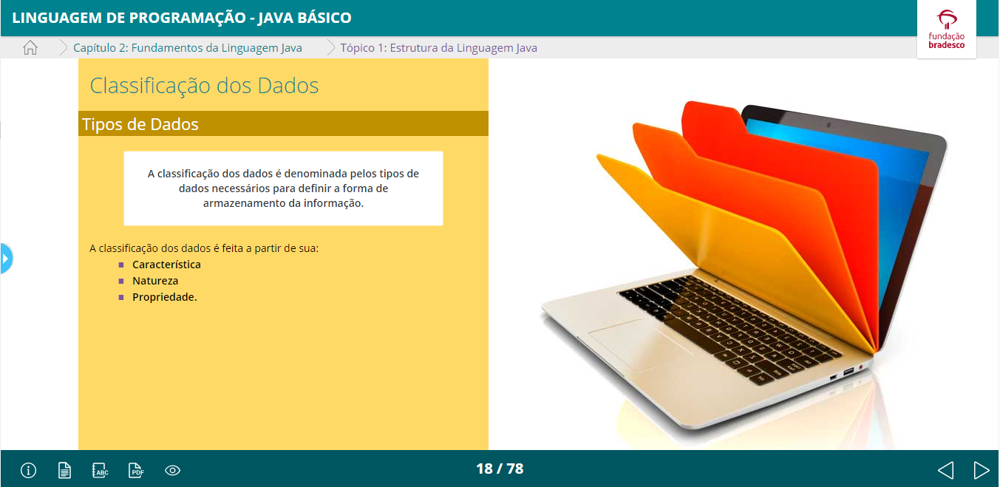 LINGUAGEM DE PROGRAMAÇÃO - JAVA BÁSICO
fundação
bradesco
Capítulo 2: Fundamentos da Linguagem Java
Tópico 1: Estrutura da Linguagem Java
Classificação dos Dados
Tipos de Dados
A classificação dos dados é denominada pelos tipos de
dados necessários para definir a forma de
armazenamento da informação.
A classificação dos dados é feita a partir de sua:
Característica
Natureza
Propriedade.
ABC
PDF
18 / 78